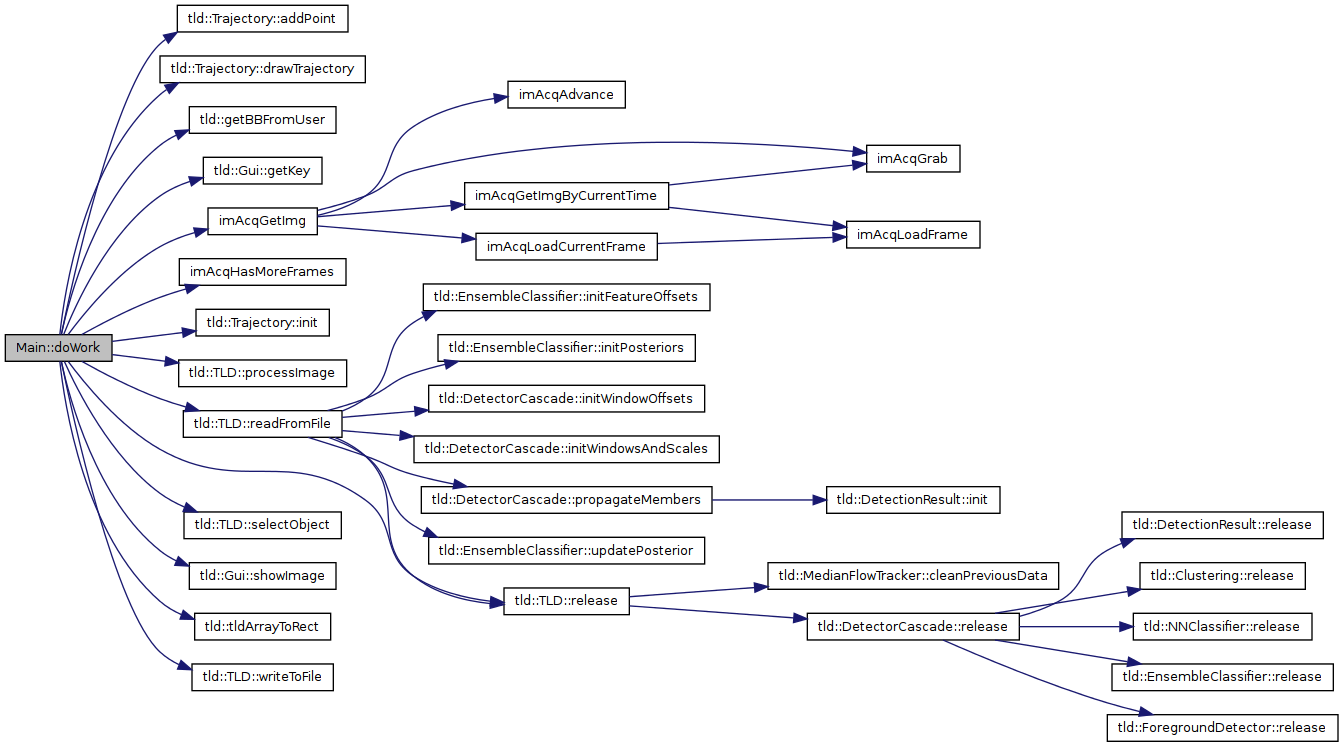 Main::doWork
tld::Trajectory::addPoint
tld::Trajectory::drawTrajectory
tld::getBBFromUser
tld::Gui::getKey
imAcqGetImg
imAcqHasMoreFrames
tld::Trajectory::init
tld::TLD::processImage
tld::TLD::readFromFile
tld::TLD::selectObject
tld::Gui::showImage
tld::tldArrayToRect
tld::TLD::writeToFile
imAcqAdvance
imAcqGetImgByCurrentTime
imAcqLoadCurrentFrame
imAcqGrab
imAcqLoadFrame
tld::EnsembleClassifier::initFeatureOffsets
tld::EnsembleClassifier::initPosteriors
tld::DetectorCascade::initWindowOffsets
tld::DetectorCascade::initWindowsAndScales
tld::DetectorCascade::propagateMembers
tld::EnsembleClassifier::updatePosterior
tld::TLD::release
tld::DetectionResult::init
tld::MedianFlowTracker::cleanPreviousData
tld::DetectorCascade::release
tld::DetectionResult::release
tld::Clustering::release
tld::NNClassifier::release
tld::EnsembleClassifier::release
tld::ForegroundDetector::release